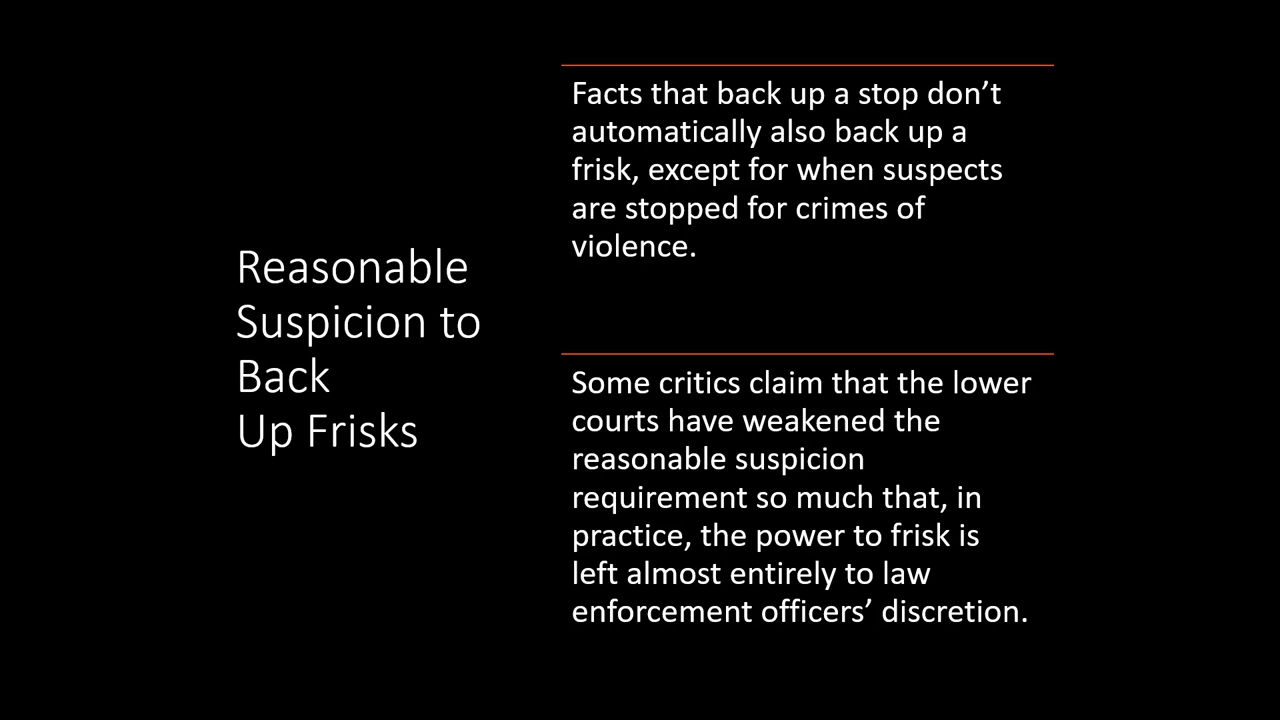 Reasonable
Suspicion to
Back
Up Frisks
Facts that back up a stop don’t
automatically also back up a
frisk, except for when suspects
are stopped for crimes of
violence.
Some critics claim that the lower
courts have weakened the
reasonable suspicion
requirement so much that, in
practice, the power to frisk is
left almost entirely to law
enforcement officers’ discretion.